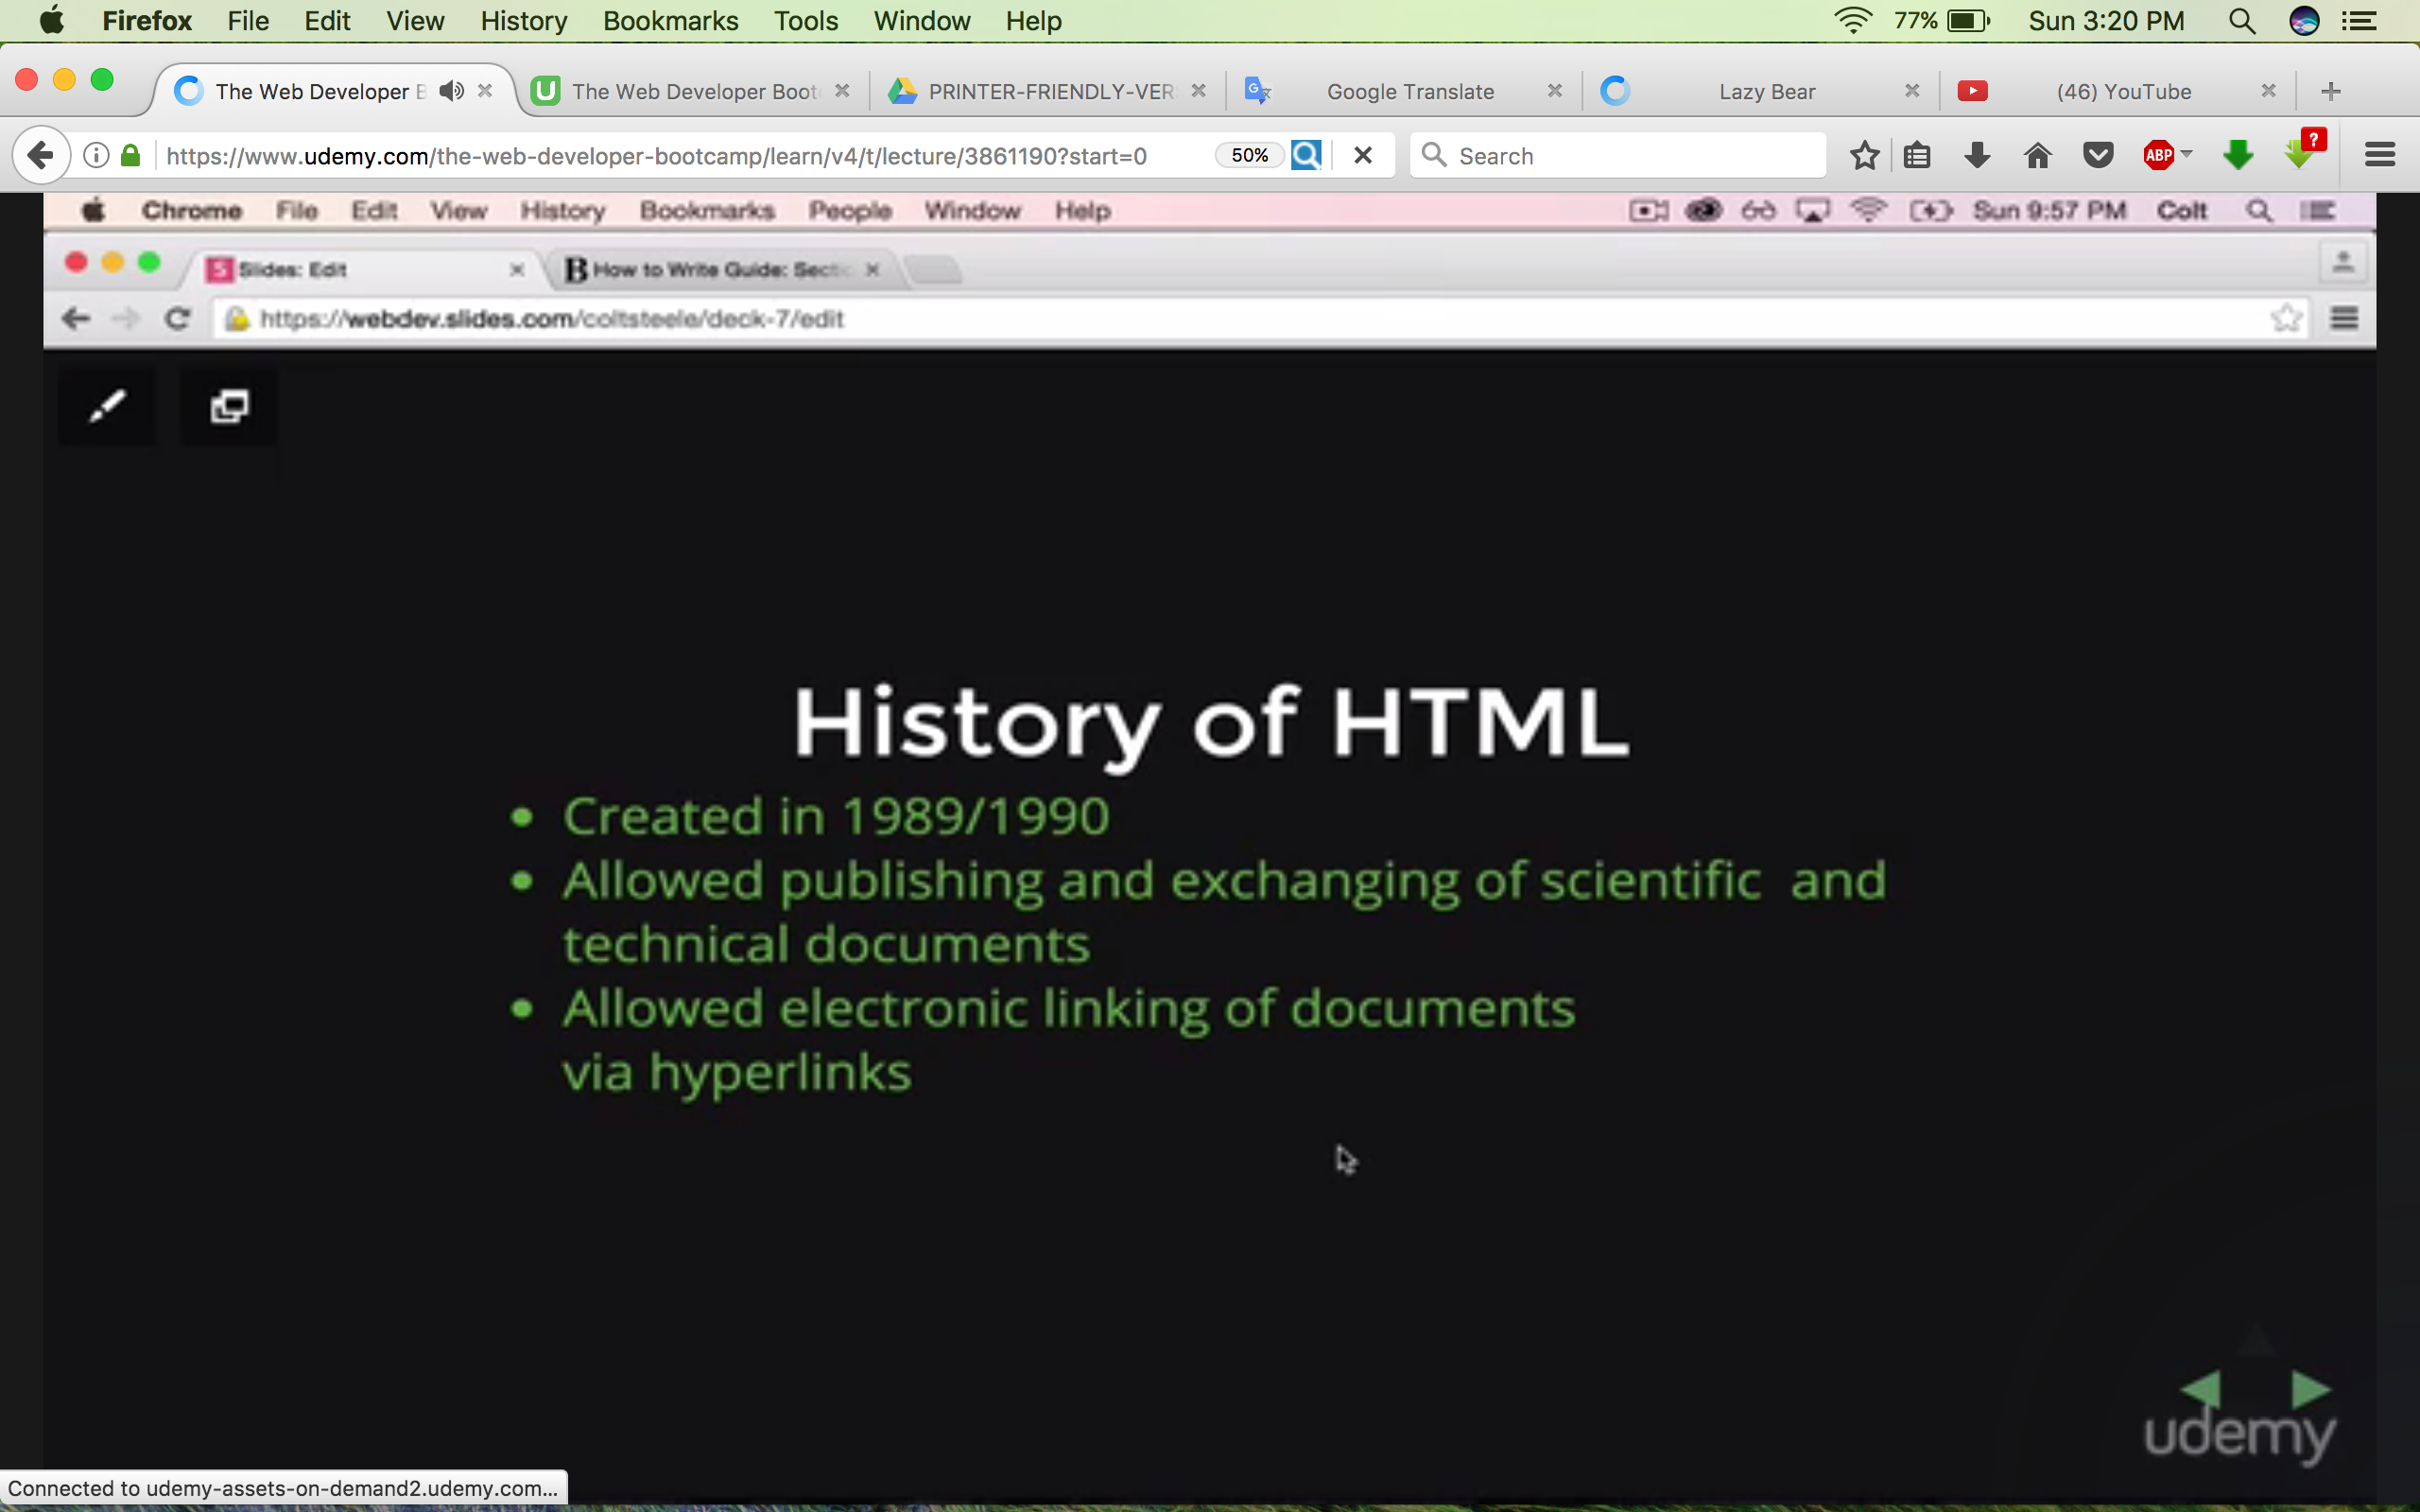 Firefox File Edit View History Bookmarks Tools Window Help 77% Sun 3:20 PM
The Web Developer B The Web Developer Boot PRINTER-FRIENDLY-VER Google Translate Lazy Bear (46) YouTube
https://www.udemy.com/the-web-developer-bootcamp/learn/v4/t/lecture/3861190?start=0 50% Search ABP ?
Chrome File Edit View History Bookmarks People Window Help Sun 9:57 PM Colt
Slides: Edit How to Write Guide: Secti
https://webdev.slides.com/coltsteele/deck-7/edit
History of HTML
• Created in 1989/1990
• Allowed publishing and exchanging of scientific and
technical documents
• Allowed electronic linking of documents
via hyperlinks
udemy
Connected to udemy-assets-on-demand2.udemy.com...